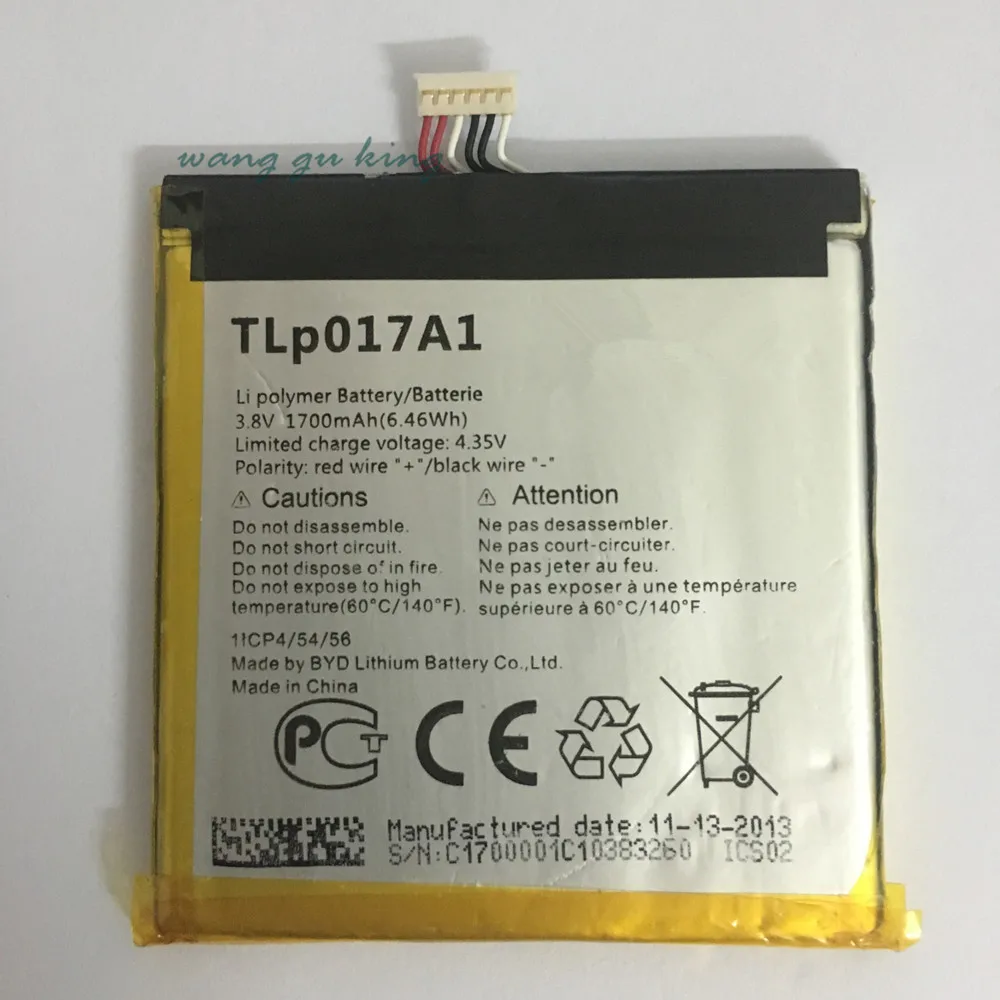 wang gu king
TLp017A1
Li polymer Battery/Batterie
3.8V 1700mAh(6.46Wh)
Limited charge voltage: 4.35V
Polarity: red wire "+"/black wire "-"
⚠ Cautions
Do not disassemble.
Do not short circuit.
Do not dispose of in fire.
Do not expose to high
temperature(60°C/140°F).
⚠ Attention
Ne pas desassembler.
Ne pas court-circuiter.
Ne pas jeter au feu.
Ne pas exposer à une température
supérieure à 60°C/140°F.
1ICP4/54/56
Made by BYD Lithium Battery Co.,Ltd.
Made in China
PCT CE
Manufactured date:11-13-2013
S/N:C1700001C10383260 ICS02